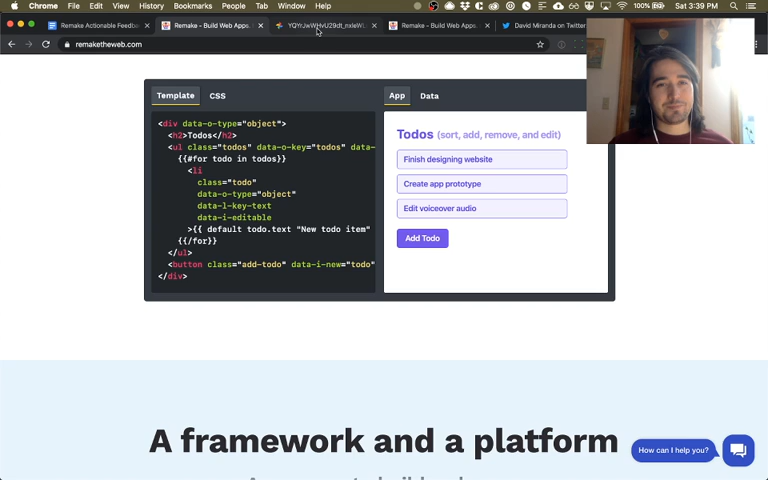 Chrome File Edit View History Bookmarks People Tab Window Help 100% Sat 3:39 PM
Remake Actionable Feedba Remake - Build Web Apps. Remake - Build Web Apps. David Miranda on Twitter
remaketheweb.com
Template CSS
App Data
<div data-o-type="object">
<h2>Todos</h2>
<ul class="todos" data-o-key="todos" data-
{{#for todo in todos}}
<li
class="todo"
data-o-type="object"
data-l-key-text
data-i-editable
>{{ default todo.text "New todo item"
{{/for}}
</ul>
<button class="add-todo" data-i-new="todo"
</div>
Todos (sort, add, remove, and edit)
Finish designing website
Create app prototype
Edit voiceover audio
Add Todo
A framework and a platform
How can I help you?